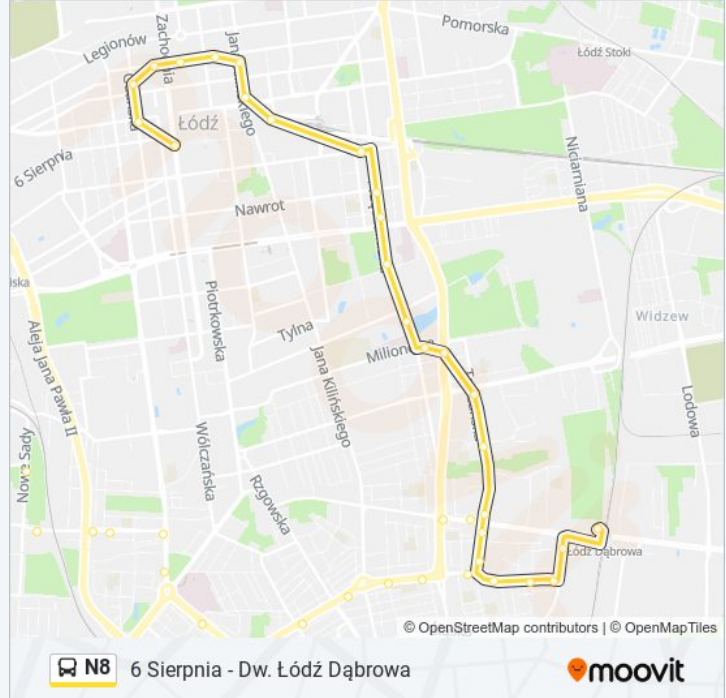 Pomorska
Legionów
Zachodnia
Łódź Stoki
Łódź
6 Sierpnia
Niciarniana
Nawrot
Piotrkowska
Widzew
Tylna
Aleja Jana Pawła II
Jana Kilińskiego
Lodowa
Nowe Sady
Wólczańska
Rzgowska
Łódź Dąbrowa
© OpenStreetMap contributors | © OpenMapTiles
N8 6 Sierpnia - Dw. Łódź Dąbrowa
moovit